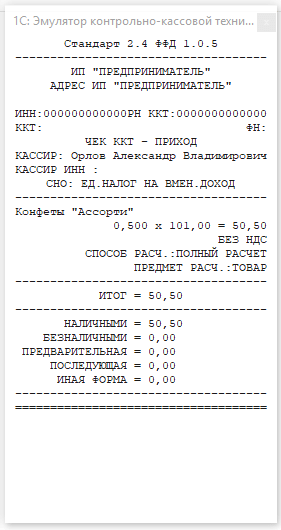 1С: Эмулятор контрольно-кассовой техни...
Стандарт 2.4 ФФД 1.0.5
------------------------------------
ИП "ПРЕДПРИНИМАТЕЛЬ"
АДРЕС ИП "ПРЕДПРИНИМАТЕЛЬ"
ИНН:000000000000РН ККТ:0000000000000
ККТ: ФН:
ЧЕК ККТ – ПРИХОД
КАССИР: Орлов Александр Владимирович
КАССИР ИНН :
СНО: ЕД.НАЛОГ НА ВМЕН.ДОХОД
------------------------------------
Конфеты "Ассорти"
0,500 x 101,00 = 50,50
БЕЗ НДС
СПОСОБ РАСЧ.:ПОЛНЫЙ РАСЧЕТ
ПРЕДМЕТ РАСЧ.:ТОВАР
------------------------------------
ИТОГ = 50,50
------------------------------------
НАЛИЧНЫМИ = 50,50
БЕЗНАЛИЧНЫМИ = 0,00
ПРЕДВАРИТЕЛЬНАЯ = 0,00
ПОСЛЕДУЮЩАЯ = 0,00
ИНАЯ ФОРМА = 0,00
------------------------------------
====================================